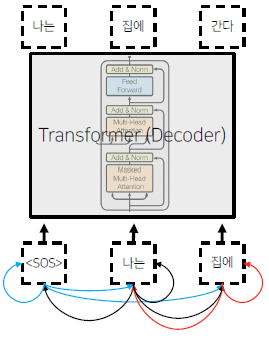 나는 집에 간다
Add & Norm
Feed
Forward
Add & Norm
Multi-Head
Attention
Transformer (Decoder)
Add & Norm
Masked
Multi-Head
Attention
<SOS> 나는 집에